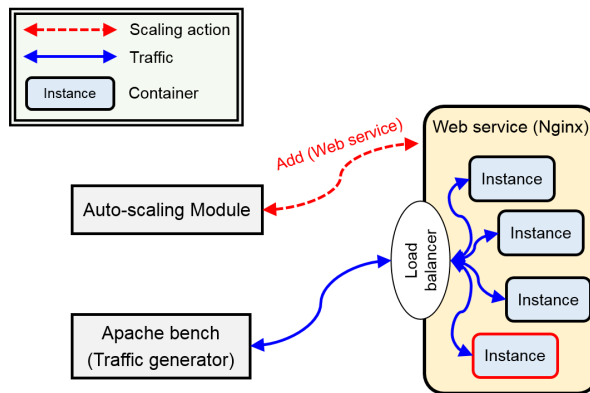 Scaling action
Traffic
Instance
Container
Add (Web service)
Web service (Nginx)
Instance
Auto-scaling Module
Instance
Load
balancer
Instance
Apache bench
(Traffic generator)
Instance